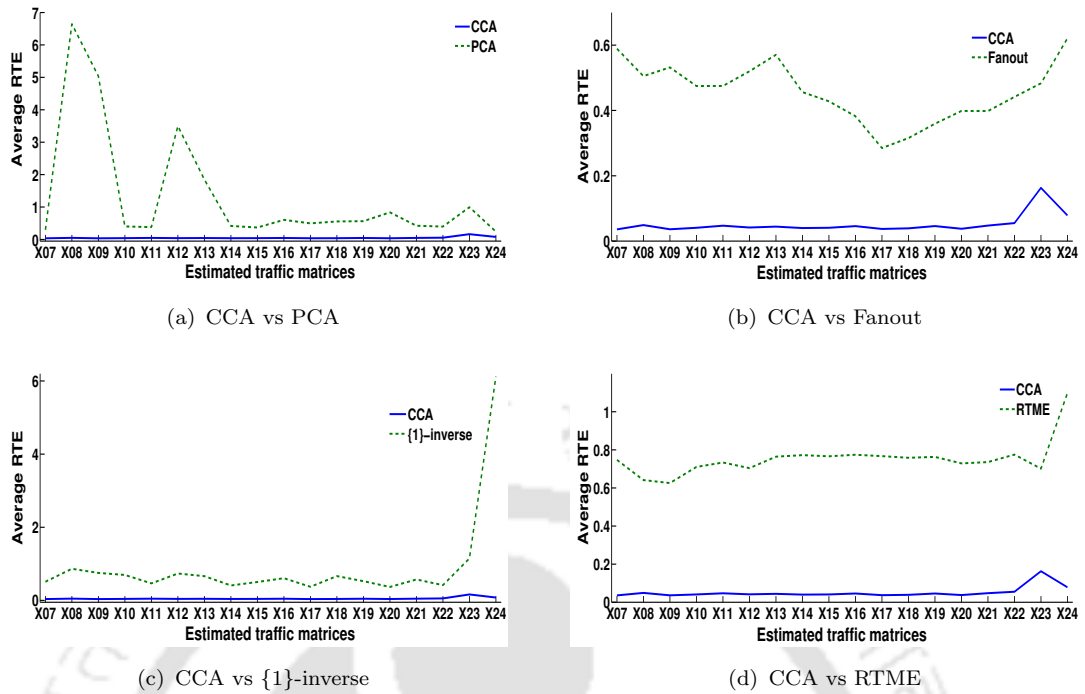 7
6
5
4
3
2
1
0
Average RTE
CCA
PCA
X07 X08 X09 X10 X11 X12 X13 X14 X15 X16 X17 X18 X19 X20 X21 X22 X23 X24
Estimated traffic matrices
(a) CCA vs PCA
0.6
0.4
0.2
0
Average RTE
CCA
Fanout
X07 X08 X09 X10 X11 X12 X13 X14 X15 X16 X17 X18 X19 X20 X21 X22 X23 X24
Estimated traffic matrices
(b) CCA vs Fanout
6
4
2
0
Average RTE
CCA
{1}-inverse
X07 X08 X09 X10 X11 X12 X13 X14 X15 X16 X17 X18 X19 X20 X21 X22 X23 X24
Estimated traffic matrices
(c) CCA vs {1}-inverse
1
0.8
0.6
0.4
0.2
0
Average RTE
CCA
RTME
X07 X08 X09 X10 X11 X12 X13 X14 X15 X16 X17 X18 X19 X20 X21 X22 X23 X24
Estimated traffic matrices
(d) CCA vs RTME